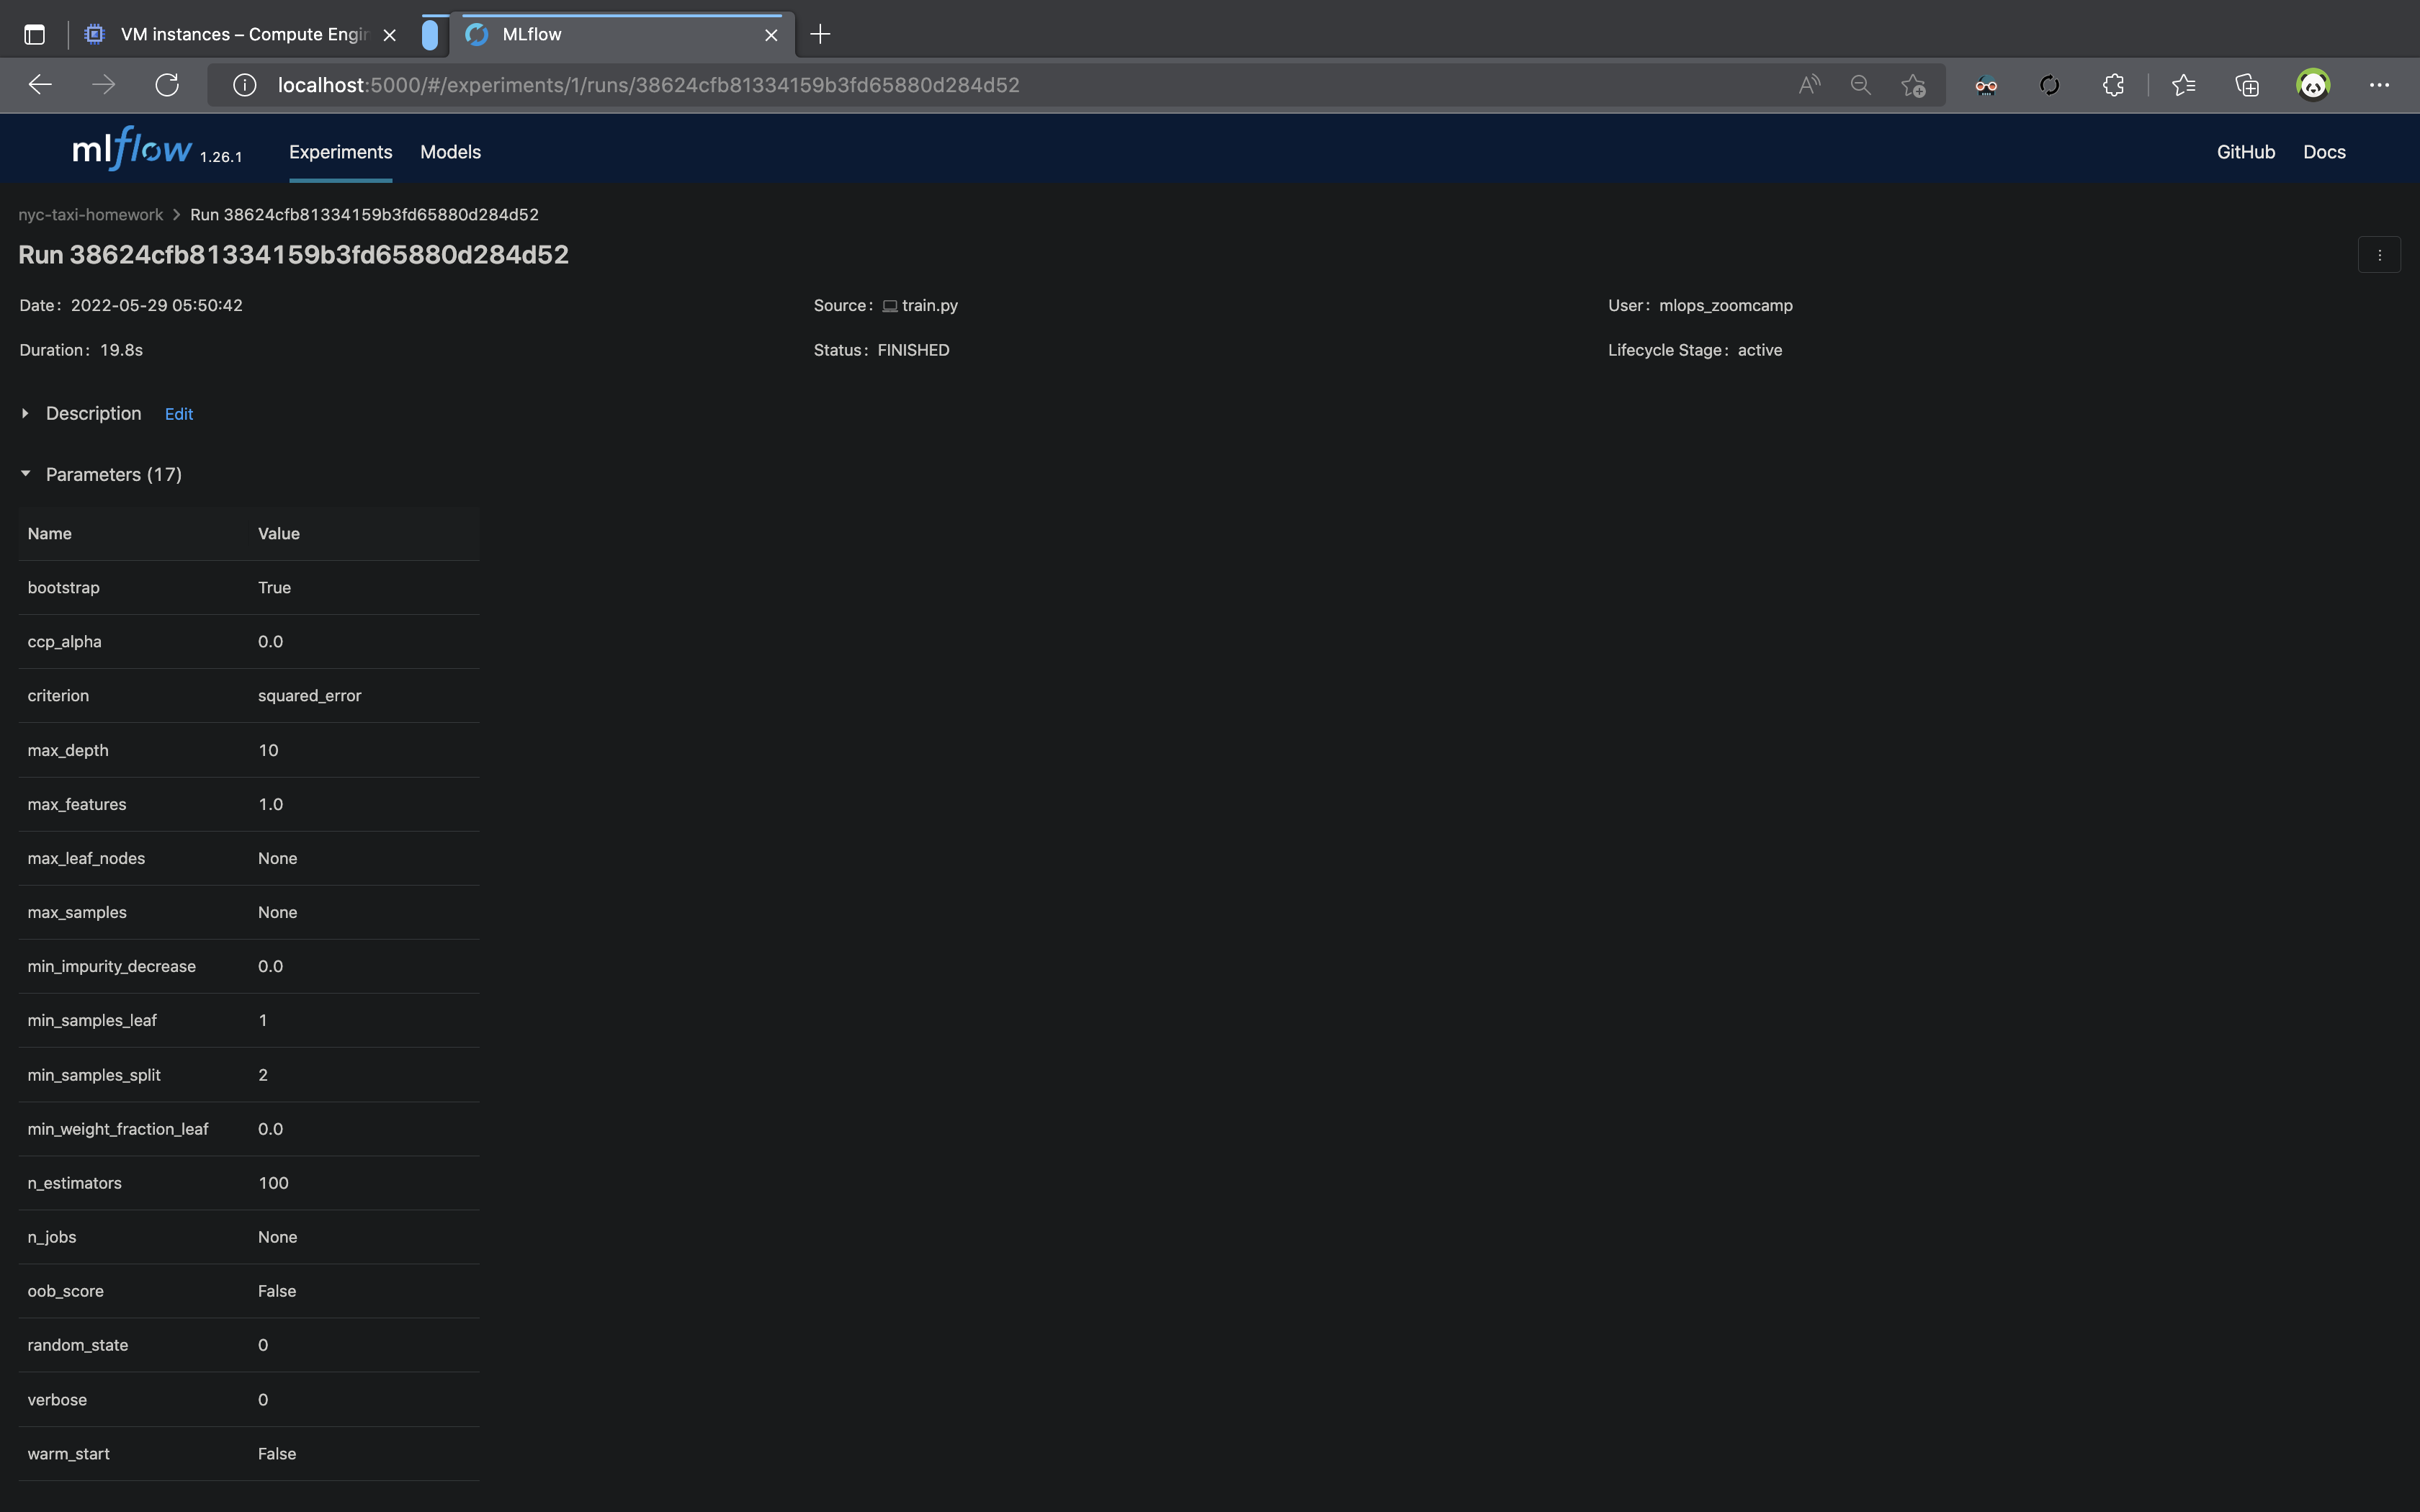 VM instances – Compute Engin
MLflow
localhost:5000/#/experiments/1/runs/38624cfb81334159b3fd65880d284d52
mlflow 1.26.1 Experiments Models GitHub Docs
nyc-taxi-homework > Run 38624cfb81334159b3fd65880d284d52
Run 38624cfb81334159b3fd65880d284d52
Date: 2022-05-29 05:50:42 Source: train.py User: mlops_zoomcamp
Duration: 19.8s Status: FINISHED Lifecycle Stage: active
Description Edit
Parameters (17)
Name Value
bootstrap True
ccp_alpha 0.0
criterion squared_error
max_depth 10
max_features 1.0
max_leaf_nodes None
max_samples None
min_impurity_decrease 0.0
min_samples_leaf 1
min_samples_split 2
min_weight_fraction_leaf 0.0
n_estimators 100
n_jobs None
oob_score False
random_state 0
verbose 0
warm_start False